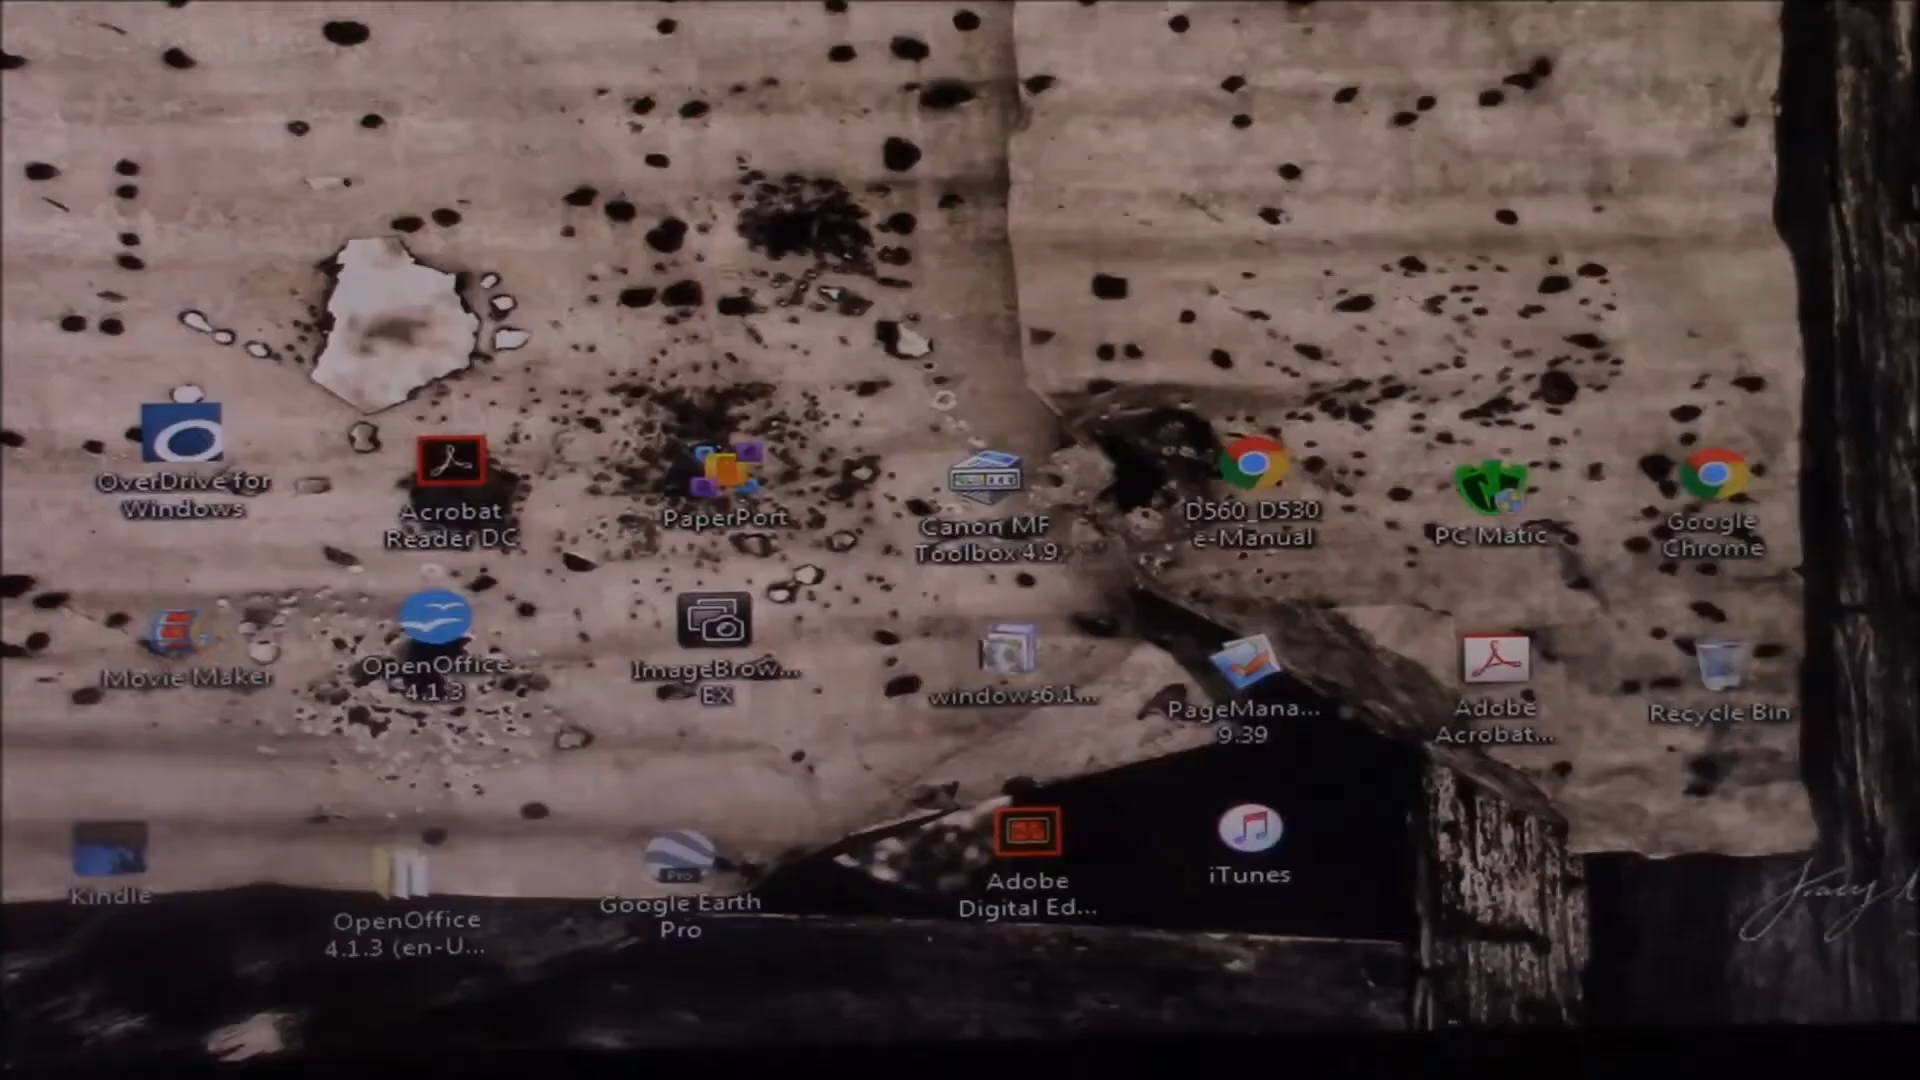 OverDrive for
Windows
Acrobat
Reader DC
PaperPort
Canon MF
Toolbox 4.9
D560_D530
e-Manual
PC Matic
Google
Chrome
Movie Maker
OpenOffice
4.1.3
ImageBrow...
EX
windows6.1...
PageMana...
9.39
Adobe
Acrobat...
Recycle Bin
Kindle
OpenOffice
4.1.3 (en-U...
Pro
Google Earth
Pro
Adobe
Digital Ed...
iTunes